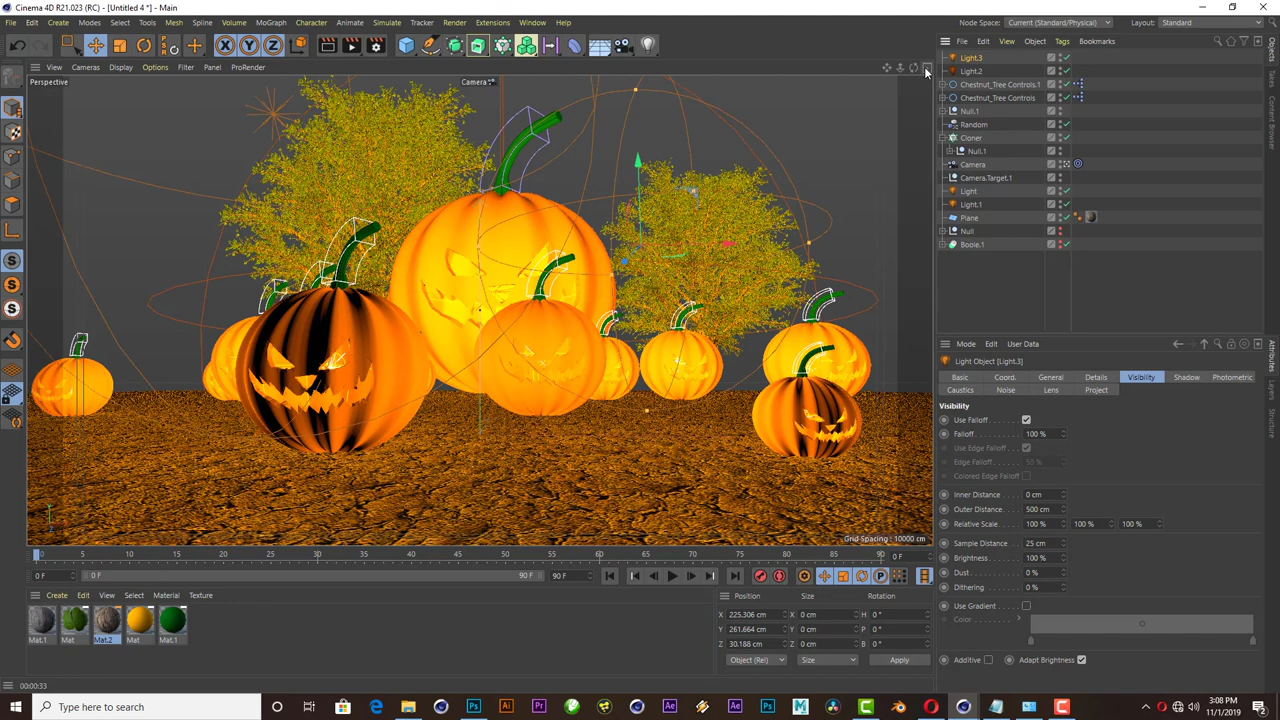 Cinema 4D R21.023 (RC) - [Untitled 4 *] - Main
File Edit Create Modes Select Tools Mesh Spline Volume MoGraph Character Animate Simulate Tracker Render Extensions Window Help
Node Space: Current (Standard/Physical) Layout: Standard
X Y Z
File Edit View Object Tags Bookmarks
View Cameras Display Options Filter Panel ProRender
Perspective
Camera
Light.3
Light.2
Chestnut_Tree Controls.1
Chestnut_Tree Controls
Null.1
Random
Cloner
Null.1
Camera
Camera.Target.1
Light
Light.1
Plane
Null
Boole.1
Objects
Takes
Content Browser
Attributes
Layers
Structure
Mode Edit User Data
Light Object [Light.3]
Basic Coord. General Details Visibility Shadow Photometric
Caustics Noise Lens Project
Visibility
Use Falloff
Falloff 100 %
Use Edge Falloff
Edge Falloff 50 %
Colored Edge Falloff
Inner Distance 0 cm
Outer Distance 500 cm
Relative Scale 100 % 100 % 100 %
Sample Distance 25 cm
Brightness 100 %
Dust 0 %
Dithering 0 %
Use Gradient
Color
Additive Adapt Brightness
Grid Spacing : 10000 cm
0 5 10 15 20 25 30 35 40 45 50 55 60 65 70 75 80 85 90 0 F
0 F 0 F 90 F 90 F
Create Edit View Select Material Texture
Mat.1 Mat Mat.2 Mat Mat.1
Position Size Rotation
X 225.306 cm X 0 cm H 0 °
Y 261.664 cm Y 0 cm P 0 °
Z 30.188 cm Z 0 cm B 0 °
Object (Rel) Size Apply
00:00:33
Type here to search
3:08 PM
11/1/2019